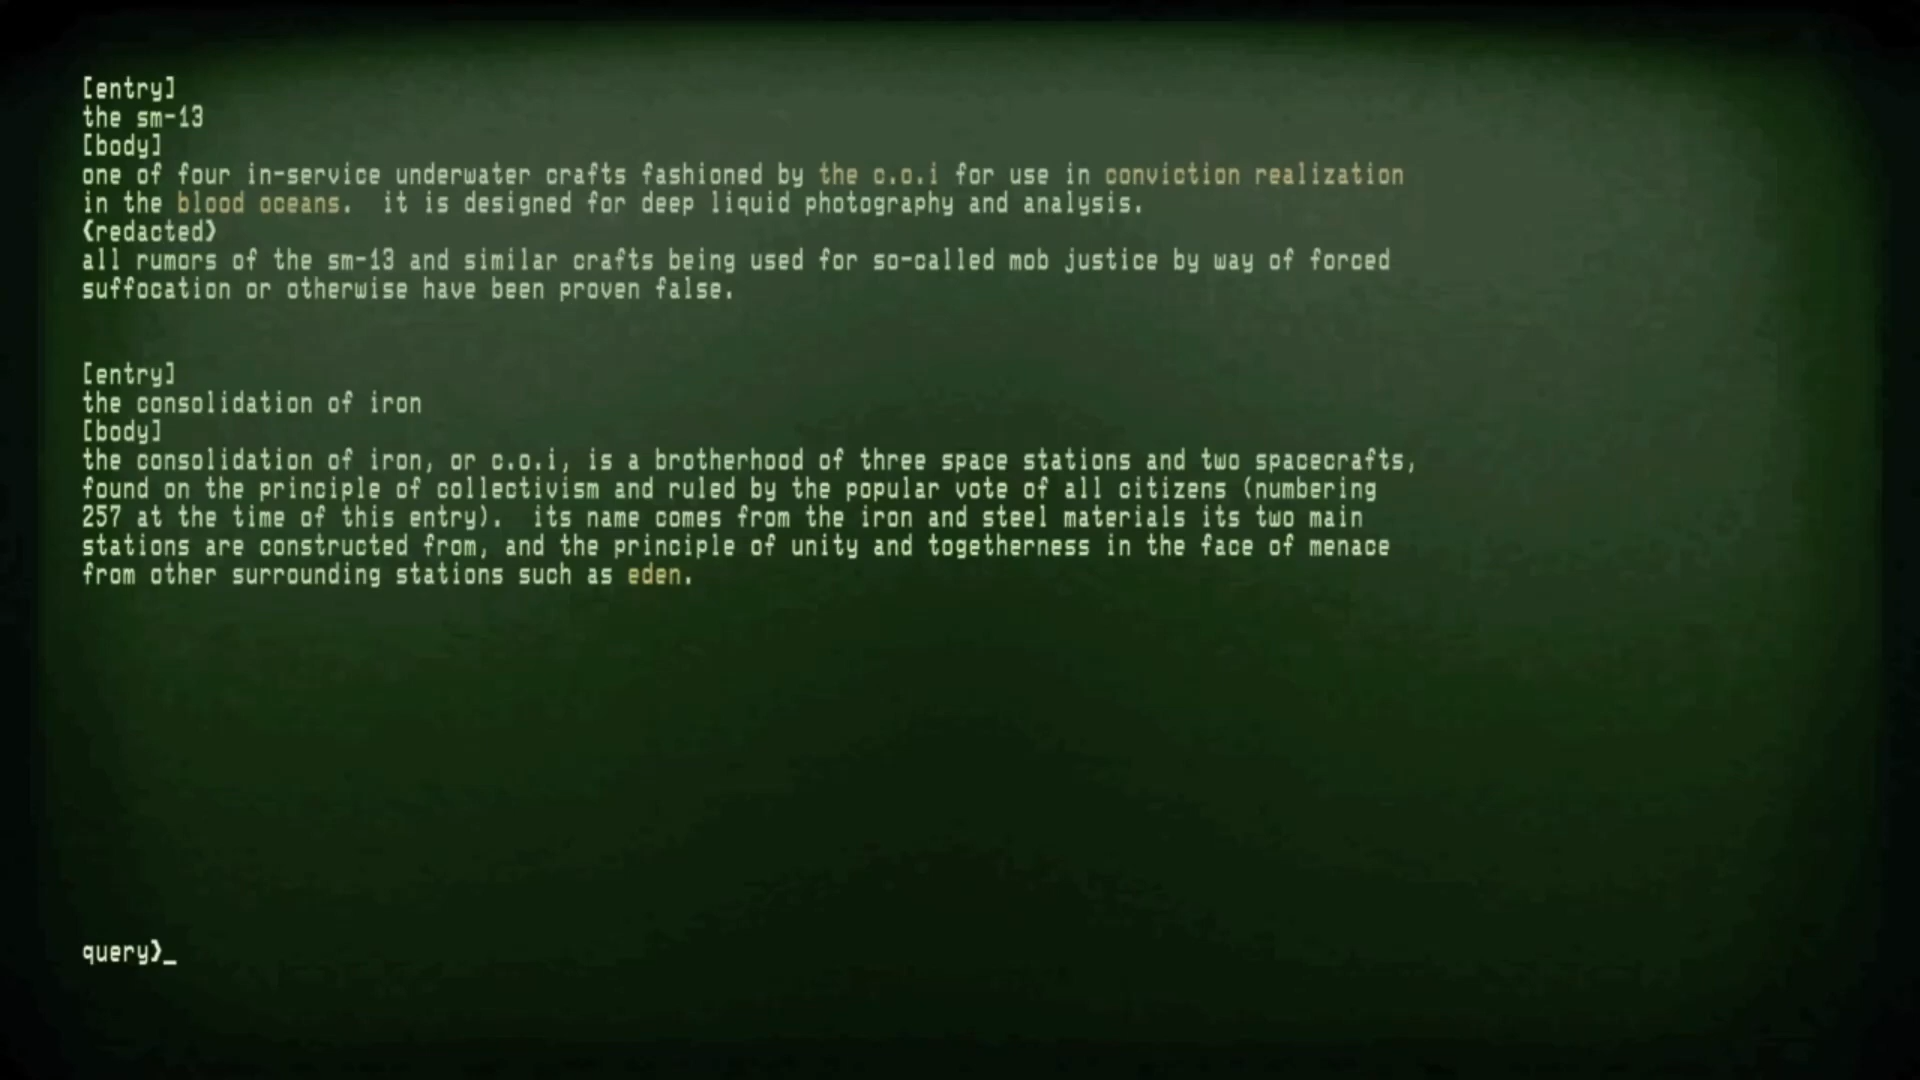 [entry]
the sm-13
[body]
one of four in-service underwater crafts fashioned by the c.o.i for use in conviction realization
in the blood oceans.  it is designed for deep liquid photography and analysis.
<redacted>
all rumors of the sm-13 and similar crafts being used for so-called mob justice by way of forced
suffocation or otherwise have been proven false.
[entry]
the consolidation of iron
[body]
the consolidation of iron, or c.o.i, is a brotherhood of three space stations and two spacecrafts,
found on the principle of collectivism and ruled by the popular vote of all citizens (numbering
257 at the time of this entry).  its name comes from the iron and steel materials its two main
stations are constructed from, and the principle of unity and togetherness in the face of menace
from other surrounding stations such as eden.
query>_